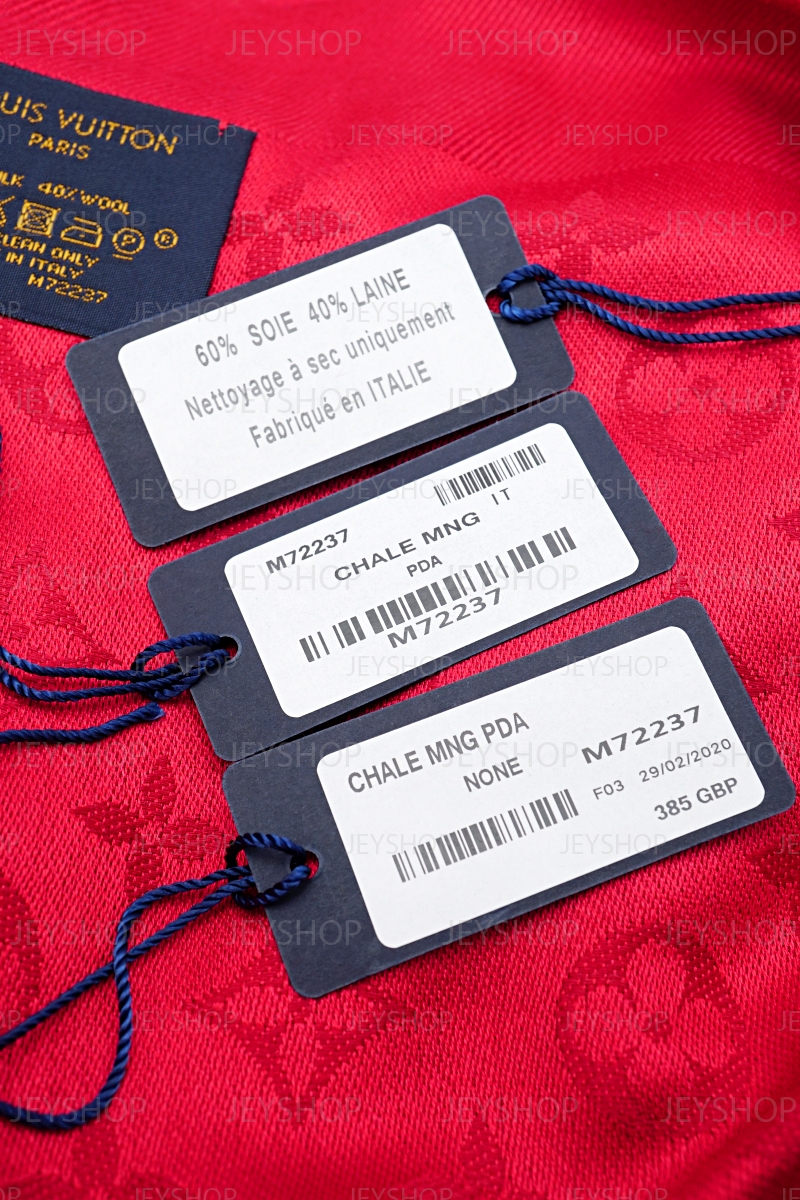 UIS VUITTON
PARIS
LK 40%WOOL
CLEAN ONLY
IN ITALY
M72237
60% SOIE 40% LAINE
Nettoyage à sec uniquement
Fabriqué en ITALIE
M72237
IT
CHALE MNG
PDA
M72237
CHALE MNG PDA
NONE
M72237
F03 29/02/2020
385 GBP
JEYSHOP